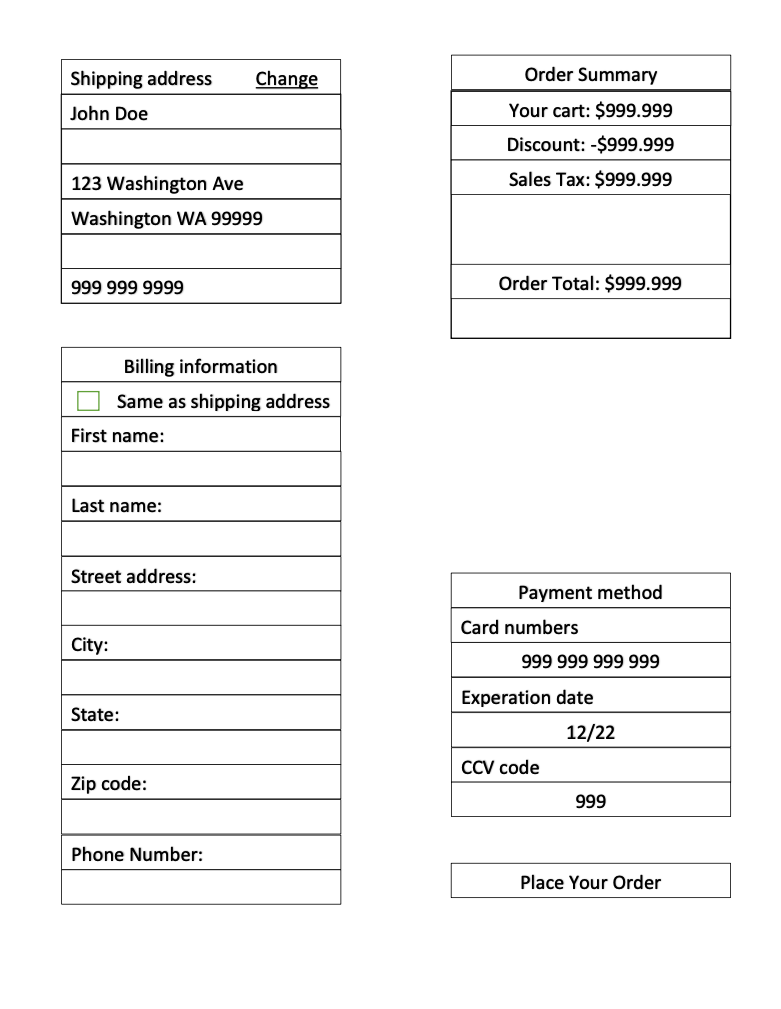 Shipping address Change
John Doe
123 Washington Ave
Washington WA 99999
999 999 9999
Order Summary
Your cart: $999.999
Discount: -$999.999
Sales Tax: $999.999
Order Total: $999.999
Billing information
Same as shipping address
First name:
Last name:
Street address:
City:
State:
Zip code:
Phone Number:
Payment method
Card numbers
999 999 999 999
Experation date
12/22
CCV code
999
Place Your Order